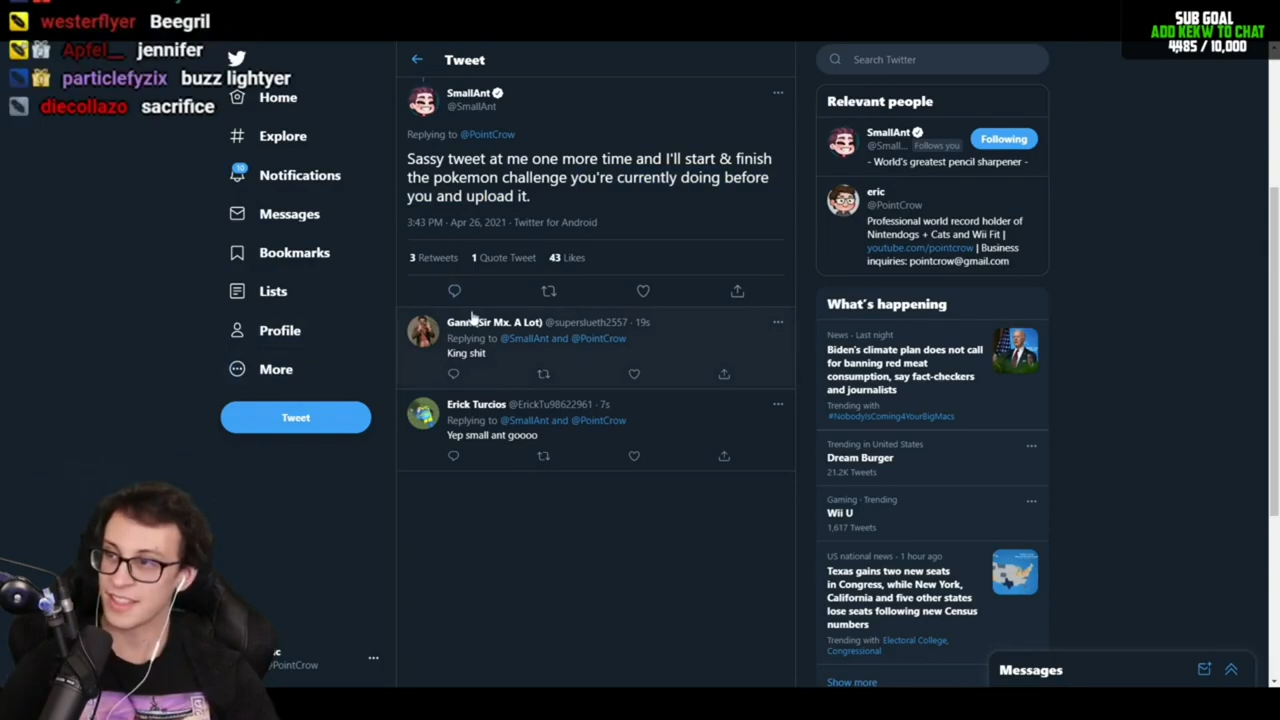 westerflyer Beegril
Apfel__ jennifer
particlefyzix buzz lightyer
diecollazo sacrifice
SUB GOAL
ADD KEKW TO CHAT
4,485 / 10,000
Home
Explore
10
Notifications
Messages
Bookmarks
Lists
Profile
More
Tweet
@PointCrow
Tweet
SmallAnt
@SmallAnt
Replying to @PointCrow
Sassy tweet at me one more time and I'll start & finish
the pokemon challenge you're currently doing before
you and upload it.
3:43 PM · Apr 26, 2021 · Twitter for Android
3 Retweets 1 Quote Tweet 43 Likes
Sir Mx. A Lot) @superslueth2557 · 19s
Replying to @SmallAnt and @PointCrow
King shit
Erick Turcios @ErickTu98622961 · 7s
Replying to @SmallAnt and @PointCrow
Yep small ant goooo
Search Twitter
Relevant people
SmallAnt
@Small... Follows you
Following
- World's greatest pencil sharpener -
eric
@PointCrow
Professional world record holder of
Nintendogs + Cats and Wii Fit |
youtube.com/pointcrow | Business
inquiries: pointcrow@gmail.com
What's happening
News · Last night
Biden's climate plan does not call
for banning red meat
consumption, say fact-checkers
and journalists
Trending with
#NobodyIsComing4YourBigMacs
Trending in United States
Dream Burger
21.2K Tweets
Gaming · Trending
Wii U
1,617 Tweets
US national news · 1 hour ago
Texas gains two new seats
in Congress, while New York,
California and five other states
lose seats following new Census
numbers
Trending with Electoral College,
Congressional
Show more
Messages